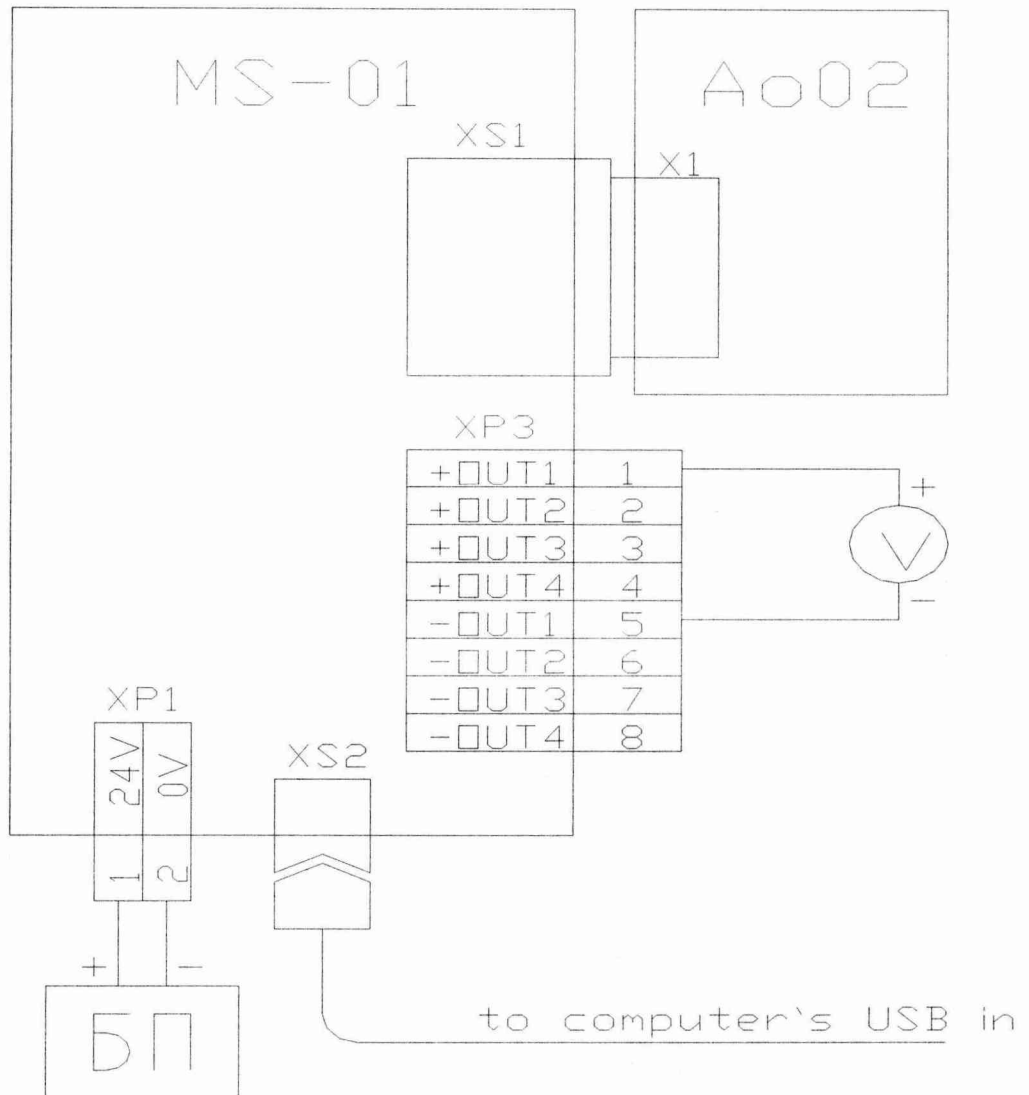 MS-01
Ao02
XS1
X1
XP3
+OUT1 1
+OUT2 2
+OUT3 3
+OUT4 4
-OUT1 5
-OUT2 6
-OUT3 7
-OUT4 8
+
V
-
XP1
24V
0V
1
2
XS2
+
-
БП
to computer's USB in